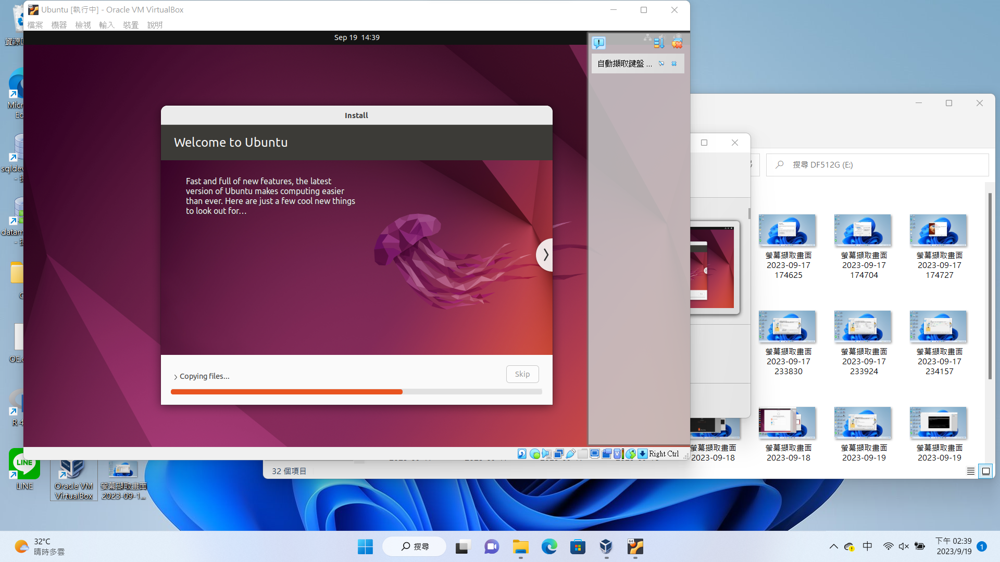 Ubuntu [執行中] - Oracle VM VirtualBox
檔案 機器 檢視 輸入 裝置 說明
Sep 19 14:39
自動擷取鍵盤 ...
Install
Welcome to Ubuntu
Fast and full of new features, the latest
version of Ubuntu makes computing easier
than ever. Here are just a few cool new things
to look out for...
Copying files...
Skip
Right Ctrl
搜尋 DF512G (E:)
螢幕擷取畫面
2023-09-17
174625
螢幕擷取畫面
2023-09-17
174704
螢幕擷取畫面
2023-09-17
174727
螢幕擷取畫面
2023-09-17
233830
螢幕擷取畫面
2023-09-17
233924
螢幕擷取畫面
2023-09-17
234157
螢幕擷取畫面
2023-09-18
螢幕擷取畫面
2023-09-18
螢幕擷取畫面
2023-09-19
螢幕擷取畫面
2023-09-19
32 個項目
資源
Micr
sqldev
datam
OE.
R 4
LINE
LINE
Oracle VM
VirtualBox
螢幕擷取畫面
2023-09-1...
32°C
晴時多雲
搜尋
64
中
下午 02:39
2023/9/19
1